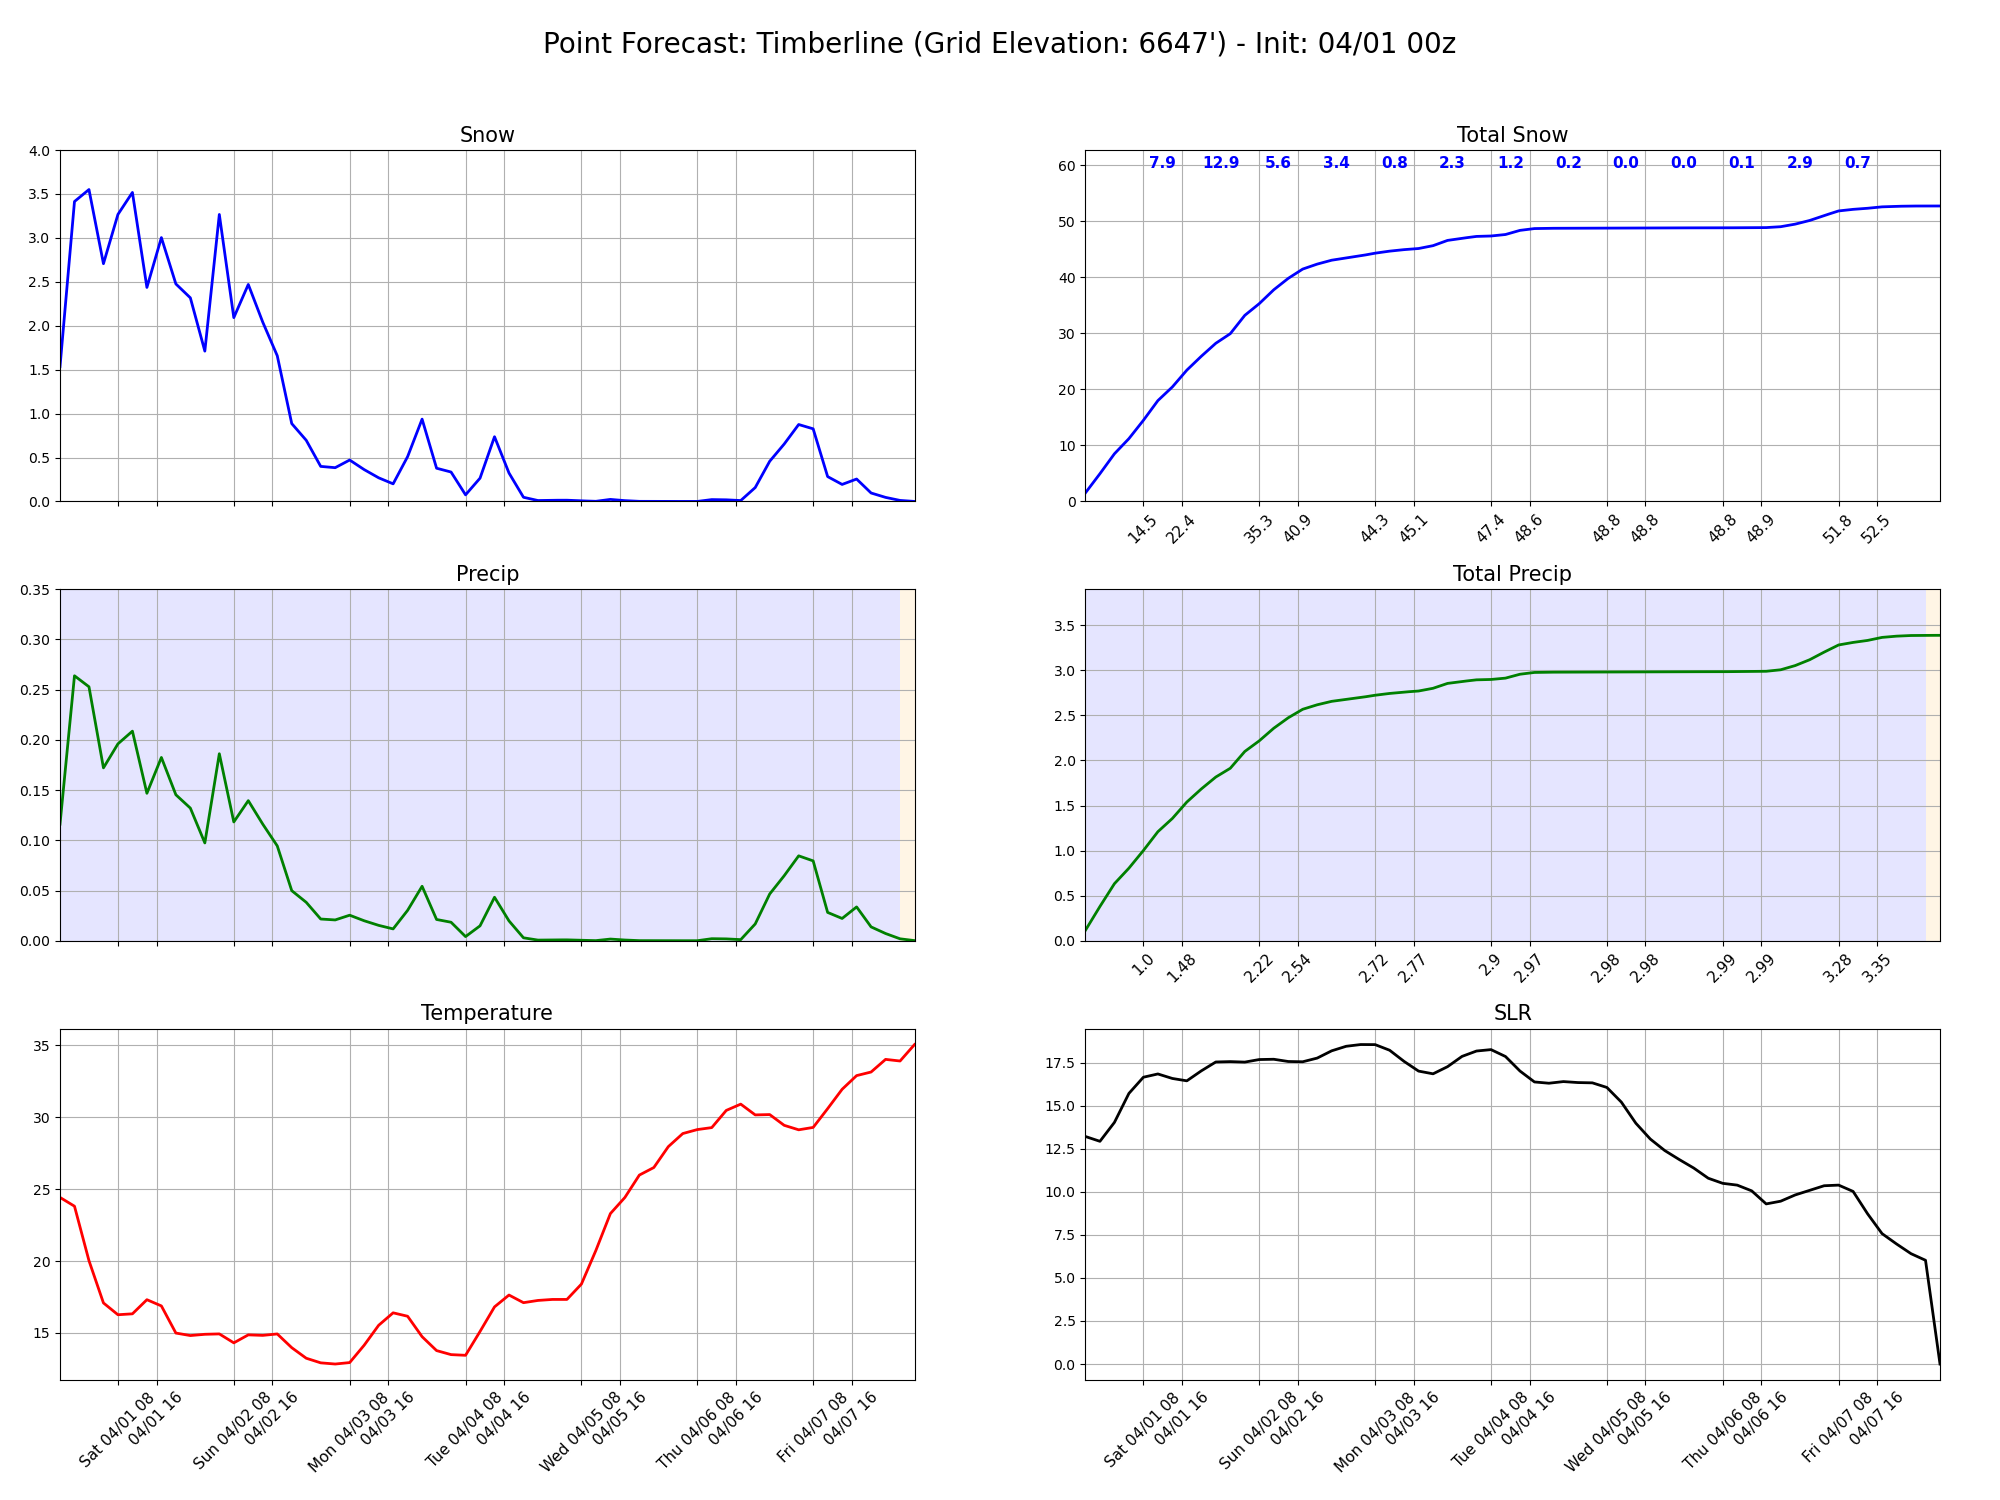 Point Forecast: Timberline (Grid Elevation: 6647') - Init: 04/01 00z
Snow
4.0
3.5
3.0
2.5
2.0
1.5
1.0
0.5
0.0
Total Snow
7.9 12.9 5.6 3.4 0.8 2.3 1.2 0.2 0.0 0.0 0.1 2.9 0.7
60
50
40
30
20
10
0
14.5 22.4 35.3 40.9 44.3 45.1 47.4 48.6 48.8 48.8 48.8 48.9 51.8 52.5
Precip
0.35
0.30
0.25
0.20
0.15
0.10
0.05
0.00
Total Precip
3.5
3.0
2.5
2.0
1.5
1.0
0.5
0.0
1.0 1.48 2.22 2.54 2.72 2.77 2.9 2.97 2.98 2.98 2.99 2.99 3.28 3.35
Temperature
35
30
25
20
15
Sat 04/01 08
04/01 16
Sun 04/02 08
04/02 16
Mon 04/03 08
04/03 16
Tue 04/04 08
04/04 16
Wed 04/05 08
04/05 16
Thu 04/06 08
04/06 16
Fri 04/07 08
04/07 16
SLR
17.5
15.0
12.5
10.0
7.5
5.0
2.5
0.0
Sat 04/01 08
04/01 16
Sun 04/02 08
04/02 16
Mon 04/03 08
04/03 16
Tue 04/04 08
04/04 16
Wed 04/05 08
04/05 16
Thu 04/06 08
04/06 16
Fri 04/07 08
04/07 16